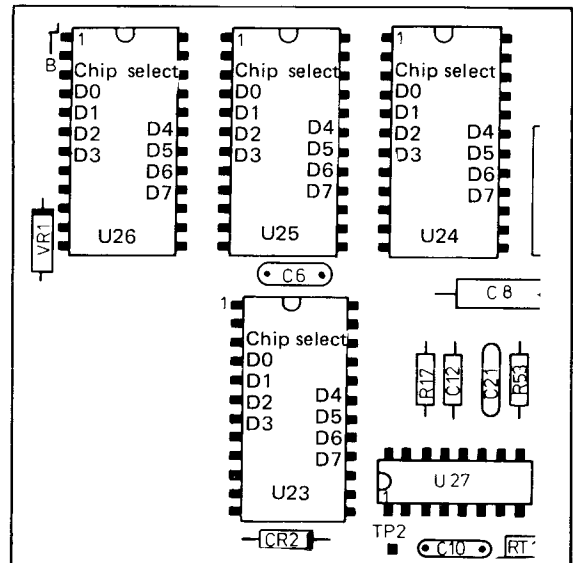 1
B
Chip select
D0
D1
D2
D3
D4
D5
D6
D7
U26
1
Chip select
D0
D1
D2
D3
D4
D5
D6
D7
U25
1
Chip select
D0
D1
D2
D3
D4
D5
D6
D7
U24
VR1
C6
C8
1
Chip select
D0
D1
D2
D3
D4
D5
D6
D7
U23
R17
C12
C21
R53
U27
1
CR2
TP2
C10
RT1